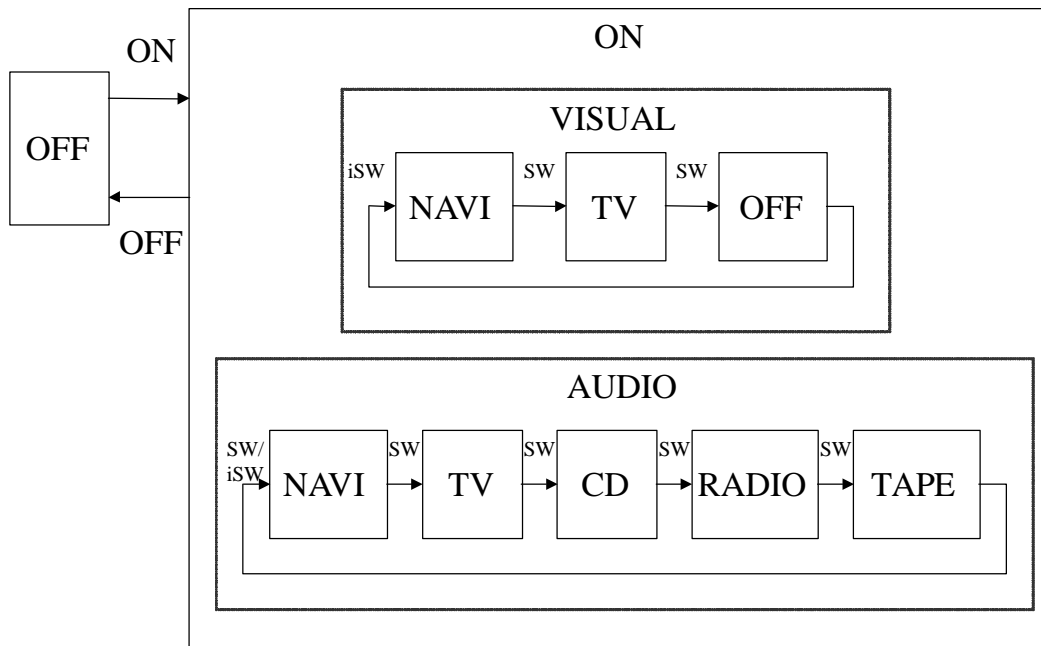 ON
OFF
OFF
ON
VISUAL
iSW
NAVI
SW
TV
SW
OFF
AUDIO
SW/
iSW
NAVI
SW
TV
SW
CD
SW
RADIO
SW
TAPE